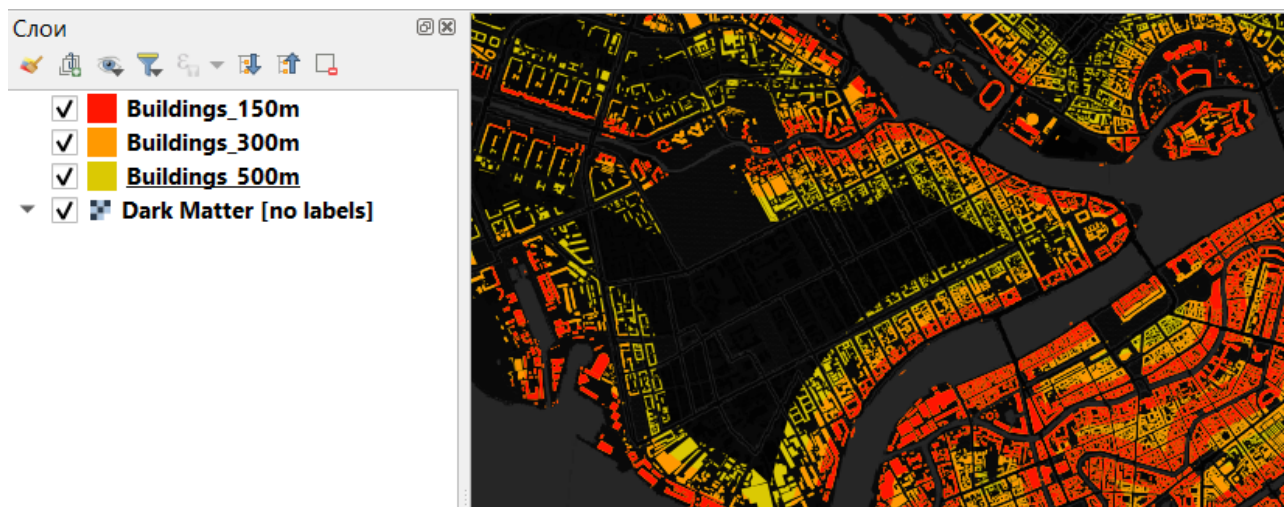 Слои
Buildings_150m
Buildings_300m
Buildings_500m
Dark Matter [no labels]